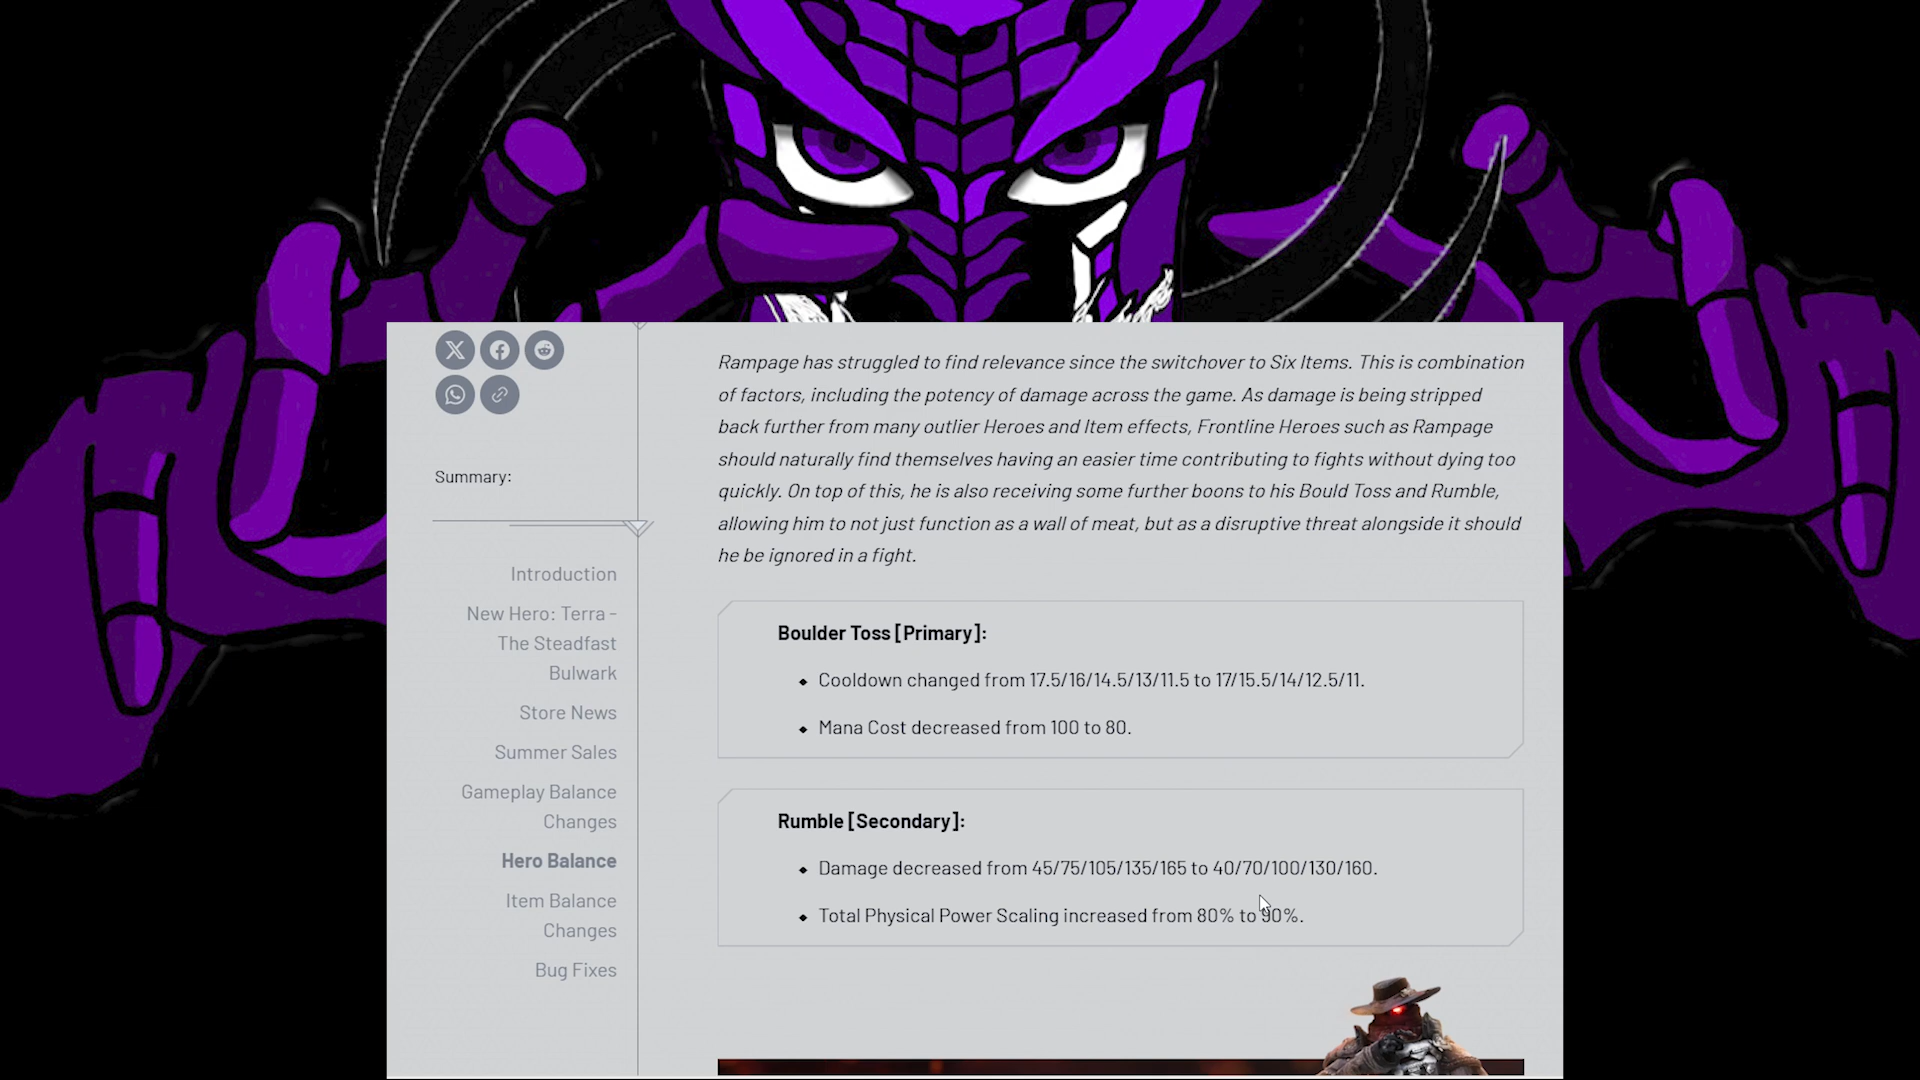 Summary:
Introduction
New Hero: Terra -
The Steadfast
Bulwark
Store News
Summer Sales
Gameplay Balance
Changes
Hero Balance
Item Balance
Changes
Bug Fixes
Rampage has struggled to find relevance since the switchover to Six Items. This is combination
of factors, including the potency of damage across the game. As damage is being stripped
back further from many outlier Heroes and Item effects, Frontline Heroes such as Rampage
should naturally find themselves having an easier time contributing to fights without dying too
quickly. On top of this, he is also receiving some further boons to his Bould Toss and Rumble,
allowing him to not just function as a wall of meat, but as a disruptive threat alongside it should
he be ignored in a fight.
Boulder Toss [Primary]:
Cooldown changed from 17.5/16/14.5/13/11.5 to 17/15.5/14/12.5/11.
Mana Cost decreased from 100 to 80.
Rumble [Secondary]:
Damage decreased from 45/75/105/135/165 to 40/70/100/130/160.
Total Physical Power Scaling increased from 80% to 90%.